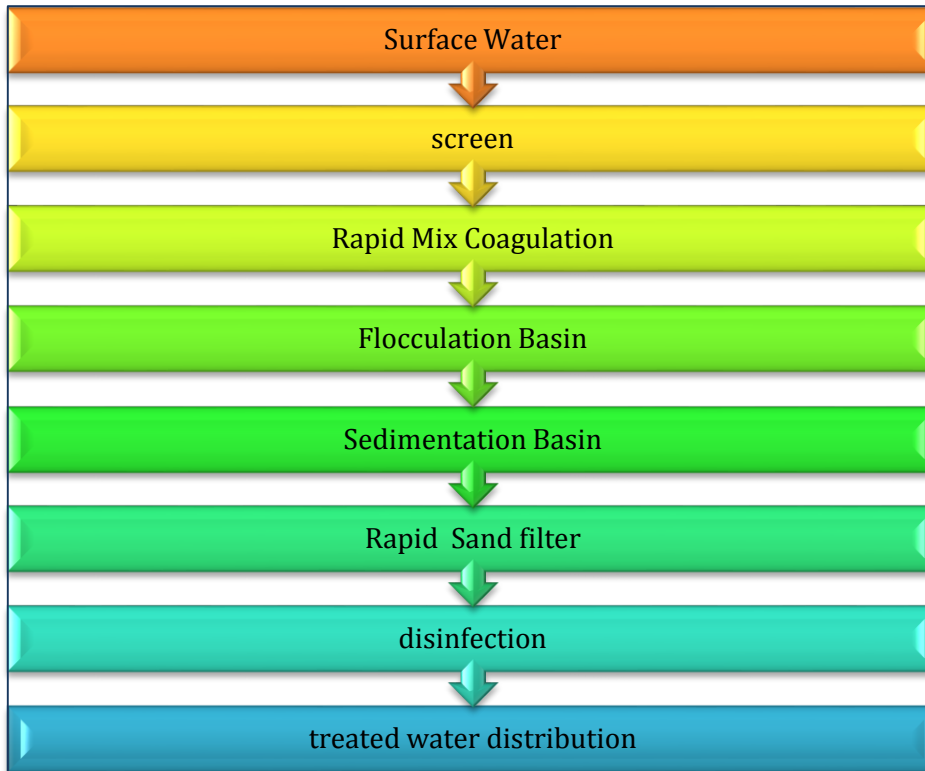 Surface Water
screen
Rapid Mix Coagulation
Flocculation Basin
Sedimentation Basin
Rapid Sand filter
disinfection
treated water distribution